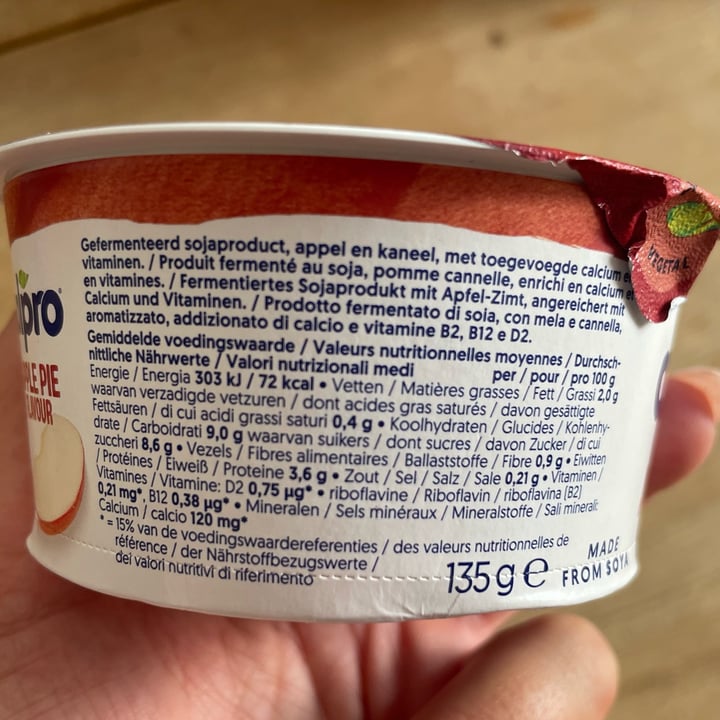 Gefermenteerd sojaproduct, appel en kaneel, met toegevoegde calcium e
vitaminen. / Produit fermenté au soja, pomme cannelle, enrichi en calcium et
en vitamines. / Fermentiertes Sojaprodukt mit Apfel-Zimt, angereichert mit
Calcium und Vitaminen. / Prodotto fermentato di soia, con mela e cannella,
aromatizzato, addizionato di calcio e vitamine B2, B12 e D2.
Gemiddelde voedingswaarde / Valeurs nutritionnelles moyennes / Durchsch-
nittliche Nährwerte / Valori nutrizionali medi per / pour / pro 100 g
Energie / Energia 303 kJ / 72 kcal • Vetten / Matières grasses / Fett / Grassi 2,0 g
waarvan verzadigde vetzuren / dont acides gras saturés / davon gesättigte
Fettsäuren / di cui acidi grassi saturi 0,4 g • Koolhydraten / Glucides / Kohlenhy-
drate / Carboidrati 9,0 g waarvan suikers / dont sucres / davon Zucker / di cui
zuccheri 8,6 g • Vezels / Fibres alimentaires / Ballaststoffe / Fibre 0,9 g • Eiwitten
/ Protéines / Eiweiß / Proteine 3,6 g • Zout / Sel / Salz / Sale 0,21 g • Vitaminen /
Vitamines / Vitamine: D2 0,75 µg* • riboflavine / Riboflavin / riboflavina (B2)
0,21 mg*, B12 0,38 µg* • Mineralen / Sels minéraux / Mineralstoffe / Sali minerali:
Calcium / calcio 120 mg*
* = 15% van de voedingswaardereferenties / des valeurs nutritionnelles de
référence / der Nährstoffbezugswerte /
dei valori nutritivi di riferimento
135 g e
MADE
FROM SOYA
pro
PLE PIE
LAVOUR
VEGETAL